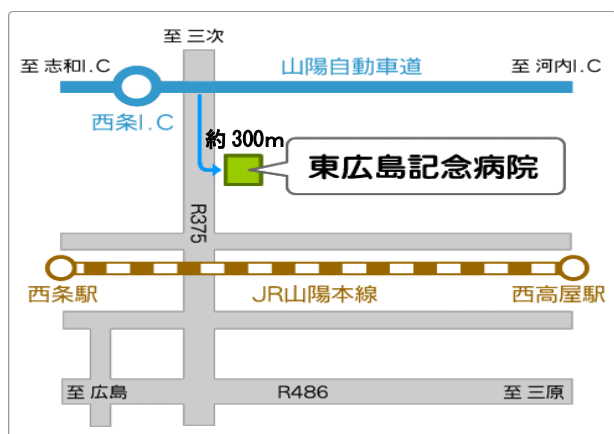 至 三次
至 志和I.C
山陽自動車道
至 河内I.C
西条I.C
約 300m
東広島記念病院
R375
西条駅
JR山陽本線
西高屋駅
至 広島
R486
至 三原